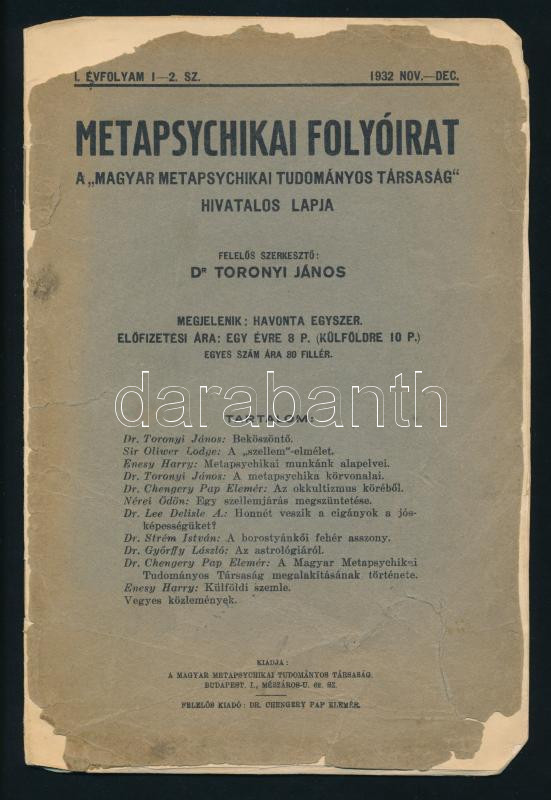 I. ÉVFOLYAM 1—2. SZ. 1932 NOV.—DEC.
METAPSYCHIKAI FOLYÓIRAT
A „MAGYAR METAPSYCHIKAI TUDOMÁNYOS TÁRSASÁG“
HIVATALOS LAPJA
FELELŐS SZERKESZTŐ:
Dr TORONYI JÁNOS
MEGJELENIK: HAVONTA EGYSZER.
ELŐFIZETÉSI ÁRA: EGY ÉVRE 8 P. (KÜLFÖLDRE 10 P.)
EGYES SZÁM ÁRA 80 FILLÉR.
darabanth
TARTALOM:
Dr. Toronyi János: Beköszöntő.
Sir Oliwer Lodge: A „szellem“-elmélet.
Enesy Harry: Metapsychikai munkánk alapelvei.
Dr. Toronyi János: A metapsychika körvonalai.
Dr. Chengery Pap Elemér: Az okkultizmus köréből.
Nérei Ödön: Egy szellemjárás megszüntetése.
Dr. Lee Delisle A.: Honnét veszik a cigányok a jós-
képességüket?
Dr. Strém István: A borostyánkői fehér asszony.
Dr. Győrffy László: Az astrológiáról.
Dr. Chengery Pap Elemér: A Magyar Metapsychikai
Tudományos Társaság megalakításának története.
Enesy Harry: Külföldi szemle.
Vegyes közlemények.
KIADJA:
A MAGYAR METAPSYCHIKAI TUDOMÁNYOS TÁRSASÁG.
BUDAPEST. I., MÉSZÁROS-U. 62. SZ.
FELELŐS KIADÓ: DR. CHENGERY PAP ELEMÉR.